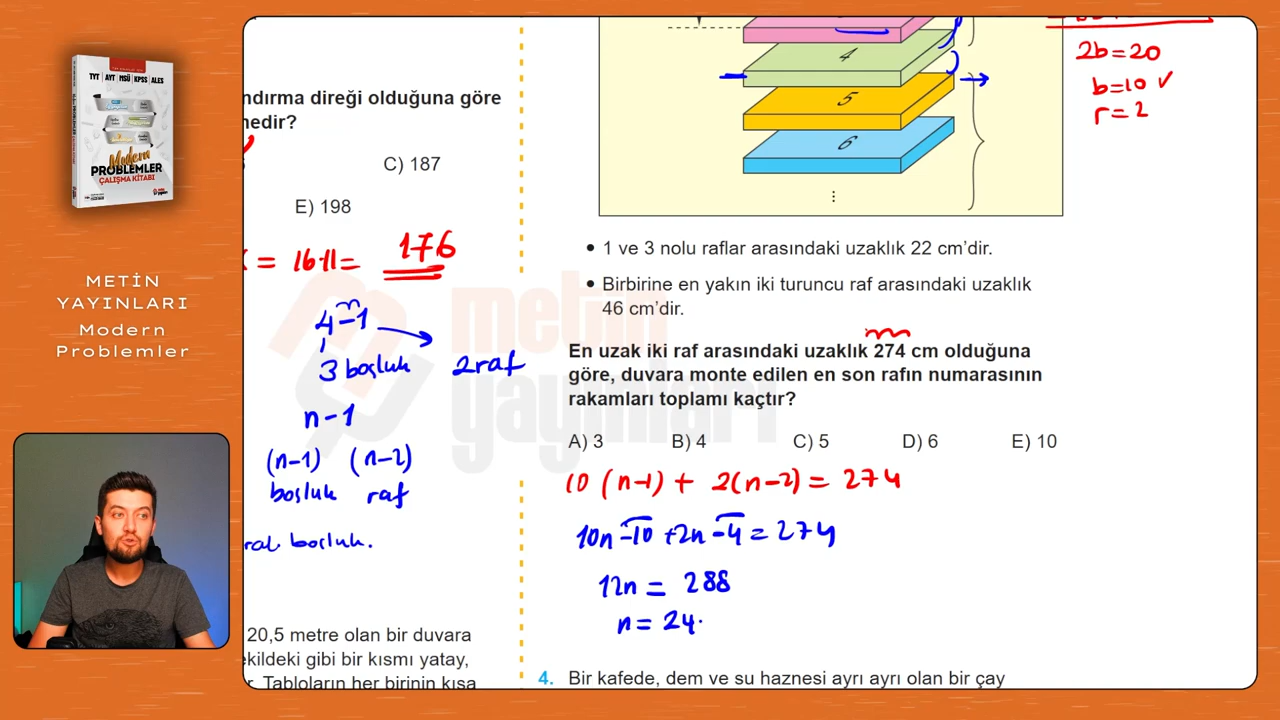 TYT | AYT | MSÜ | KPSS | ALES
Modern
PROBLEMLER
ÇALIŞMA KİTABI
METİN
YAYINLARI
Modern
Problemler
ndırma direği olduğuna göre
nedir?
C) 187
E) 198
= 16·11 = 176
4-1
3 boşluk
2 raf
n-1
(n-1) (n-2)
boşluk raf
boşluk.
20,5 metre olan bir duvara
ekildeki gibi bir kısmı yatay,
r. Tabloların her birinin kısa
metin
yayınları
4
5
6
⋮
2b=20
b=10 ✓
r=2
• 1 ve 3 nolu raflar arasındaki uzaklık 22 cm’dir.
• Birbirine en yakın iki turuncu raf arasındaki uzaklık
46 cm’dir.
En uzak iki raf arasındaki uzaklık 274 cm olduğuna
göre, duvara monte edilen en son rafın numarasının
rakamları toplamı kaçtır?
A) 3 B) 4 C) 5 D) 6 E) 10
10 (n-1) + 2(n-2) = 274
10n -10 +2n -4 = 274
12n = 288
n = 24.
4. Bir kafede, dem ve su haznesi ayrı ayrı olan bir çay